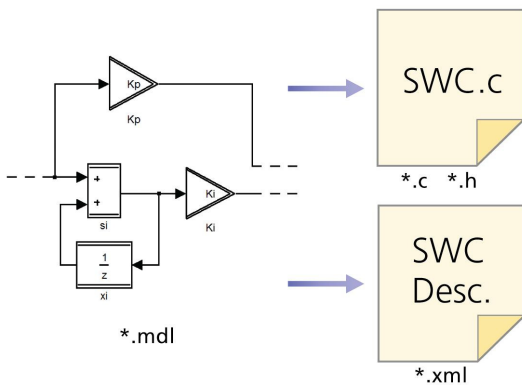 Kp
Kp
+
+
si
Ki
Ki
1
z
xi
*.mdl
SWC.c
*.c *.h
SWC
Desc.
*.xml